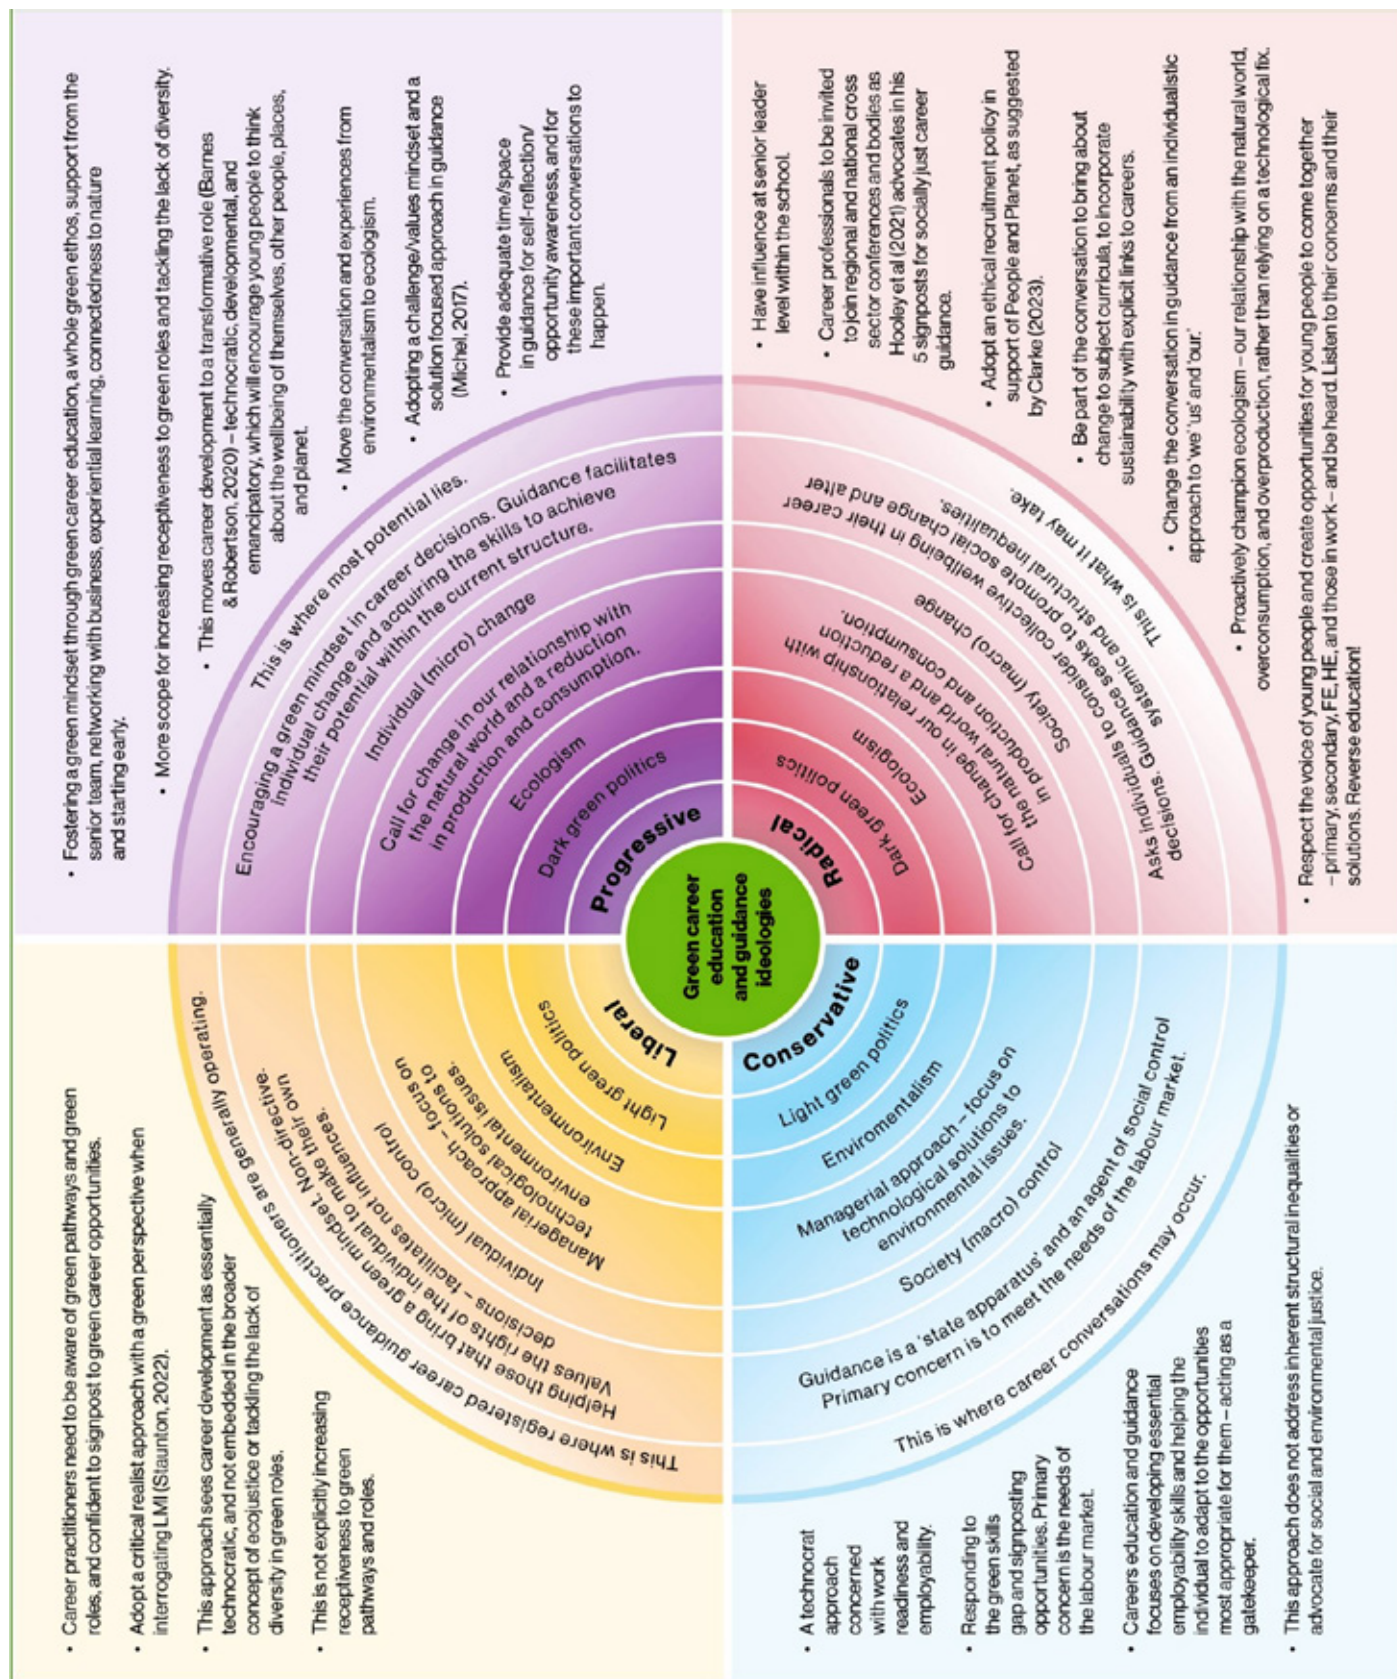 • Career practitioners need to be aware of green pathways and green
roles, and confident to signpost to green career opportunities.
• Adopt a critical realist approach with a green perspective when
interrogating LMI (Staunton, 2022).
• This approach sees career development as essentially
technocratic, and not embedded in the broader
concept of ecojustice or tackling the lack of
diversity in green roles.
• This is not explicitly increasing
receptiveness to green
pathways and roles.
This is where registered career guidance practitioners are generally operating.
Helping those that bring a green mindset. Non-directive.
Values the rights of the individual to make their own
decisions – facilitates not influences.
Individual (micro) control
Managerial approach – focus on
technological solutions to
environmental issues.
Environmentalism
Light green politics
Liberal
• Fostering a green mindset through green career education, a whole green ethos, support from the
senior team, networking with business, experiential learning, connectedness to nature
and starting early.
• More scope for increasing receptiveness to green roles and tackling the lack of diversity.
• This moves career development to a transformative role (Barnes
& Robertson, 2020) – technocratic, developmental, and
emancipatory, which will encourage young people to think
about the wellbeing of themselves, other people, places,
and planet.
• Move the conversation and experiences from
environmentalism to ecologism.
• Adopting a challenge/values mindset and a
solution focused approach in guidance
(Michel, 2017).
• Provide adequate time/space
in guidance for self-reflection/
opportunity awareness, and for
these important conversations to
happen.
This is where most potential lies.
Encouraging a green mindset in career decisions. Guidance facilitates
individual change and acquiring the skills to achieve
their potential within the current structure.
Individual (micro) change
Call for change in our relationship with
the natural world and a reduction
in production and consumption.
Ecologism
Dark green politics
Progressive
Green career
education
and guidance
ideologies
Conservative
Light green politics
Enviromentalism
Managerial approach – focus on
technological solutions to
environmental issues.
Society (macro) control
Guidance is a 'state apparatus' and an agent of social control
Primary concern is to meet the needs of the labour market.
This is where career conversations may occur.
• A technocrat
approach
concerned
with work
readiness and
employability.
• Responding to
the green skills
gap and signposting
opportunities. Primary
concern is the needs of
the labour market.
• Careers education and guidance
focuses on developing essential
employability skills and helping the
individual to adapt to the opportunities
most appropriate for them – acting as a
gatekeeper.
• This approach does not address inherent structural inequalities or
advocate for social and environmental justice.
Radical
Dark green politics
Ecologism
Call for change in our relationship with
the natural world and a reduction
in production and consumption.
Society (macro) change
Asks individuals to consider collective wellbeing in their career
decisions. Guidance seeks to promote social change and alter
systemic and structural inequalities.
This is what it may take.
• Have influence at senior leader
level within the school.
• Career professionals to be invited
to join regional and national cross
sector conferences and bodies as
Hooley et al (2021) advocates in his
5 signposts for socially just career
guidance.
• Adopt an ethical recruitment policy in
support of People and Planet, as suggested
by Clarke (2023).
• Be part of the conversation to bring about
change to subject curricula, to incorporate
sustainability with explicit links to careers.
• Change the conversation in guidance from an individualistic
approach to 'we' 'us' and 'our.'
• Proactively champion ecologism – our relationship with the natural world,
overconsumption, and overproduction, rather than relying on a technological fix.
• Respect the voice of young people and create opportunities for young people to come together
– primary, secondary, FE, HE, and those in work – and be heard. Listen to their concerns and their
solutions. Reverse education!